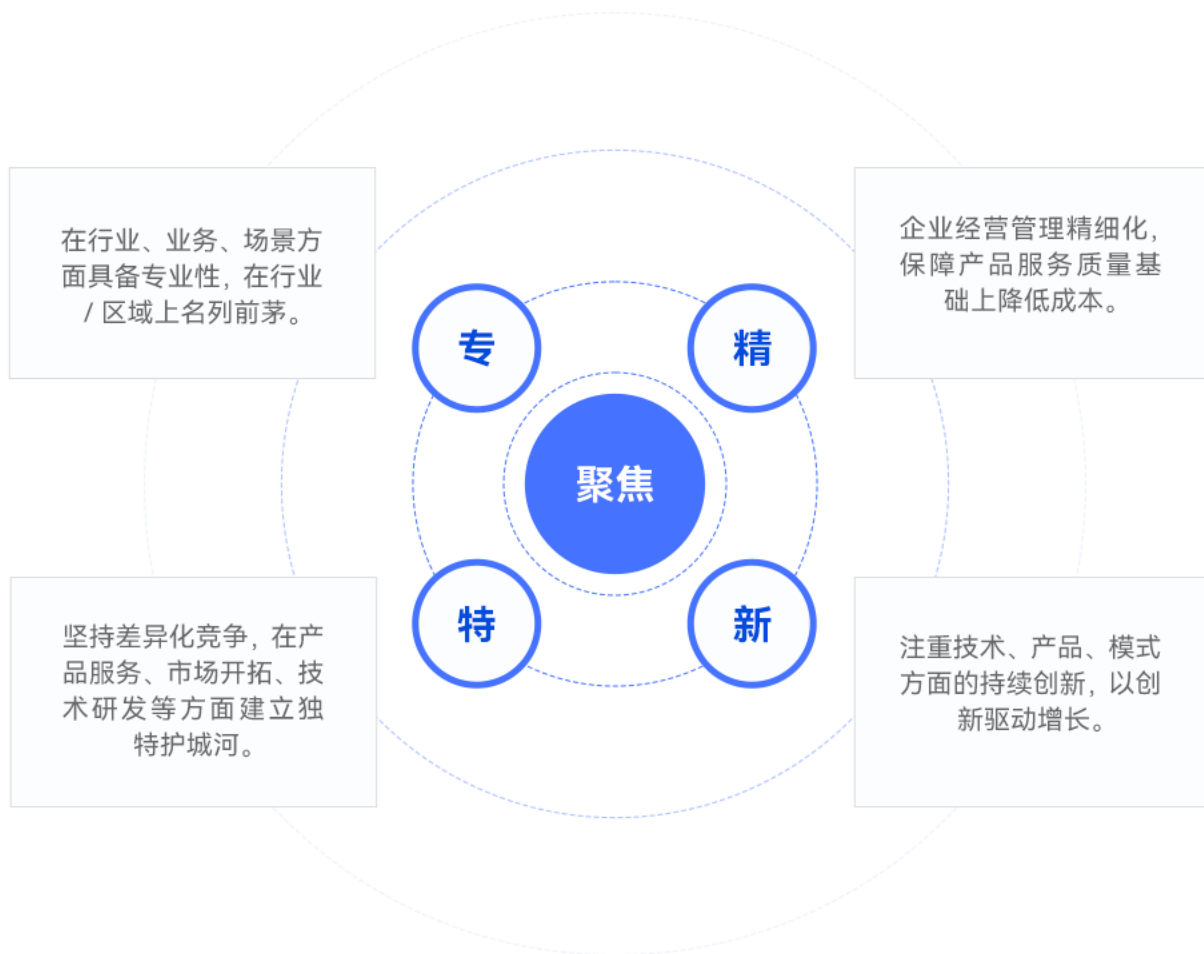 在行业、业务、场景方
面具备专业性，在行业
/ 区域上名列前茅。
企业经营管理精细化，
保障产品服务质量基
础上降低成本。
专
精
聚焦
特
新
坚持差异化竞争，在产
品服务、市场开拓、技
术研发等方面建立独
特护城河。
注重技术、产品、模式
方面的持续创新，以创
新驱动增长。